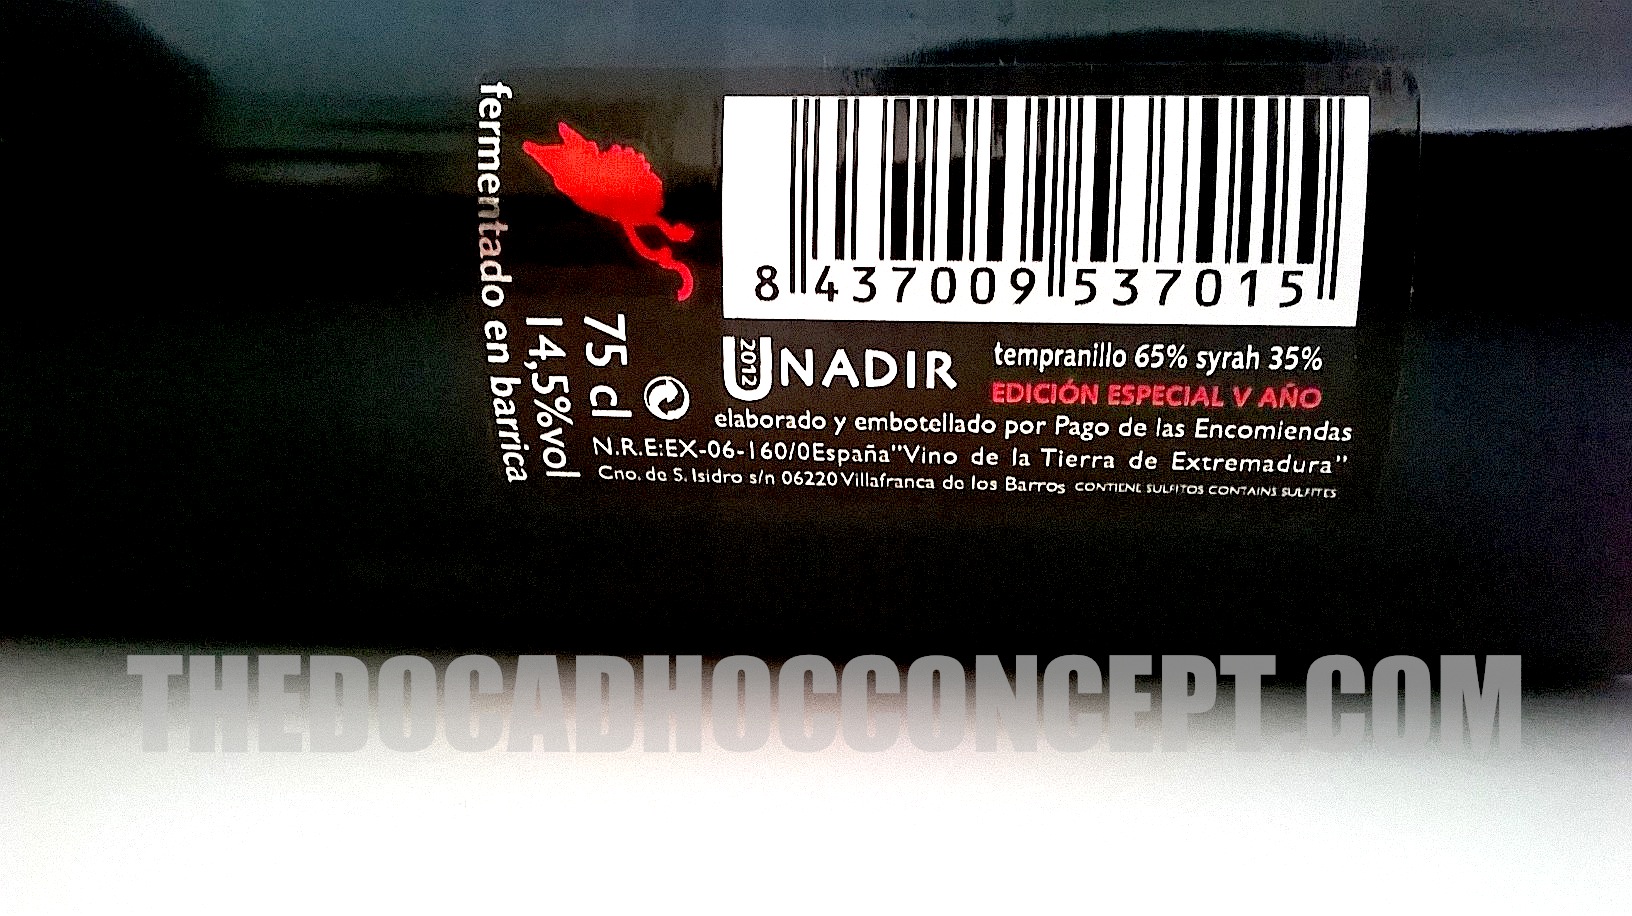 fermentado en barrica
14,5%vol
75 cl
8 437009 537015
UNADIR
2012
tempranillo 65% syrah 35%
EDICIÓN ESPECIAL V AÑO
elaborado y embotellado por Pago de las Encomiendas
N.R.E:EX-06-160/0España"Vino de la Tierra de Extremadura"
Cno. de S. Isidro s/n 06220 Villafranca de los Barros CONTIENE SULFITOS CONTAINS SULFITES
THEDOCADHOCCONCEPT.COM